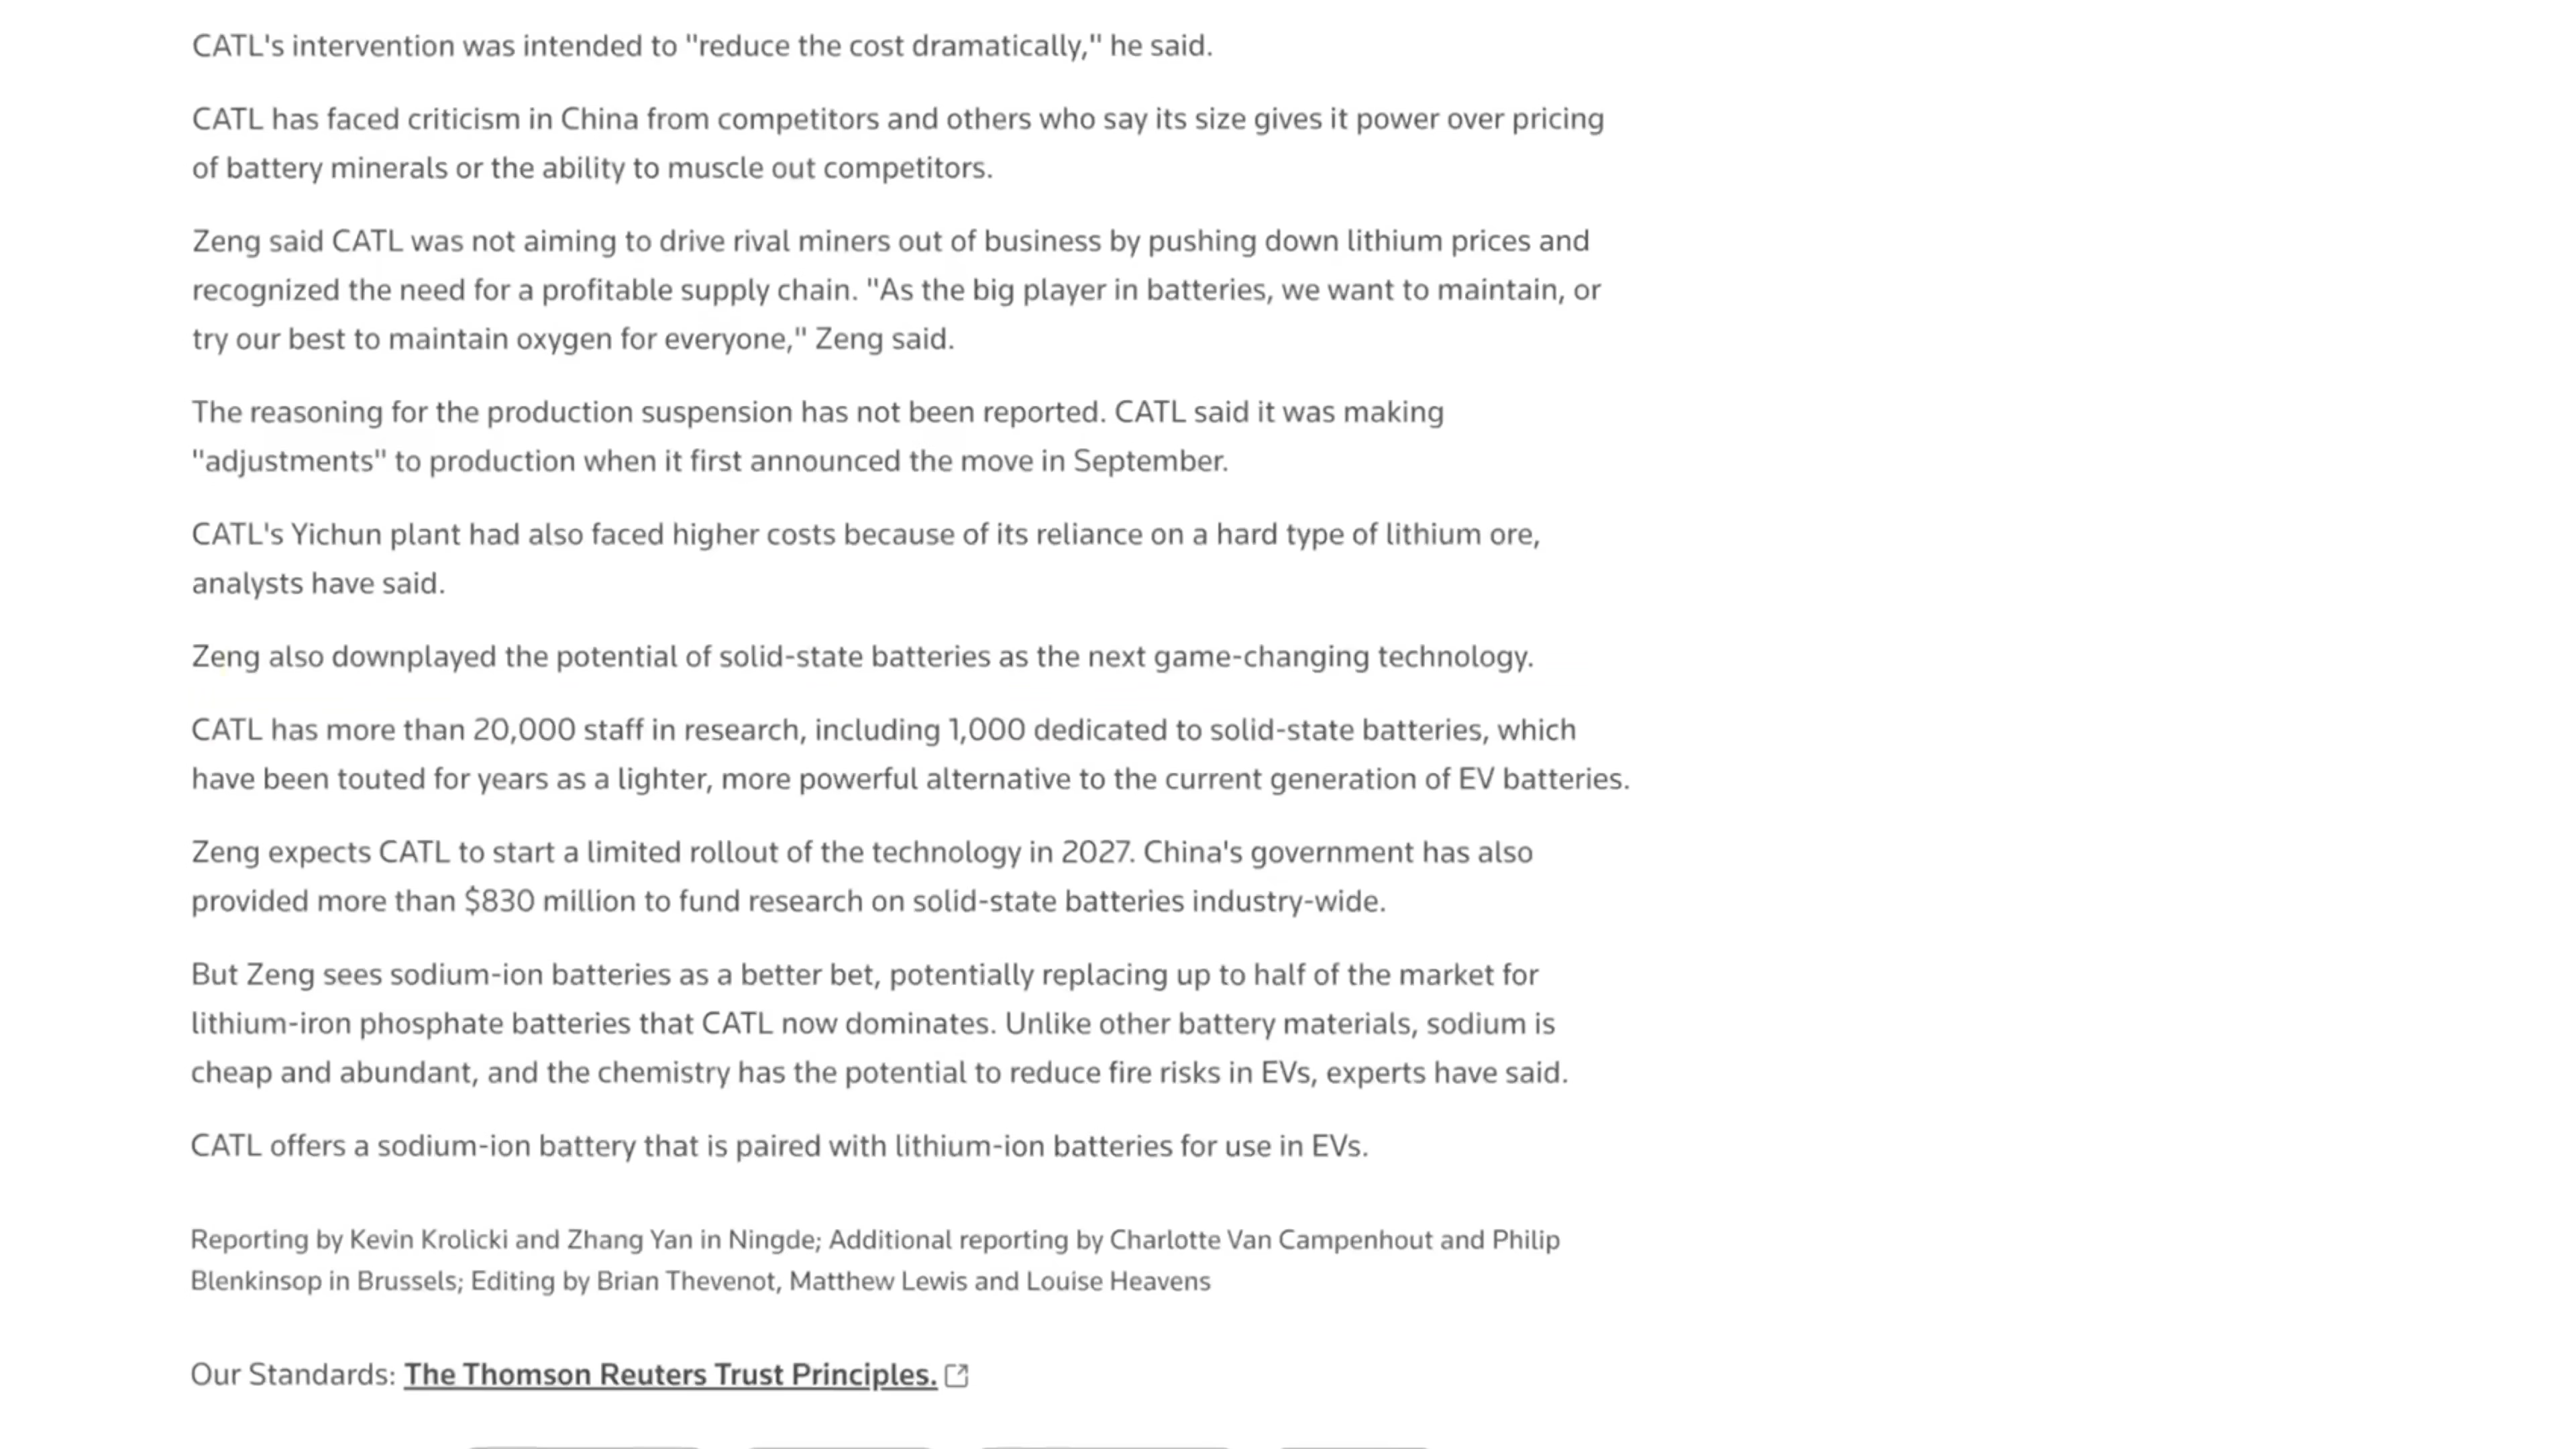 CATL's intervention was intended to "reduce the cost dramatically," he said.
CATL has faced criticism in China from competitors and others who say its size gives it power over pricing
of battery minerals or the ability to muscle out competitors.
Zeng said CATL was not aiming to drive rival miners out of business by pushing down lithium prices and
recognized the need for a profitable supply chain. "As the big player in batteries, we want to maintain, or
try our best to maintain oxygen for everyone," Zeng said.
The reasoning for the production suspension has not been reported. CATL said it was making
"adjustments" to production when it first announced the move in September.
CATL's Yichun plant had also faced higher costs because of its reliance on a hard type of lithium ore,
analysts have said.
Zeng also downplayed the potential of solid-state batteries as the next game-changing technology.
CATL has more than 20,000 staff in research, including 1,000 dedicated to solid-state batteries, which
have been touted for years as a lighter, more powerful alternative to the current generation of EV batteries.
Zeng expects CATL to start a limited rollout of the technology in 2027. China's government has also
provided more than $830 million to fund research on solid-state batteries industry-wide.
But Zeng sees sodium-ion batteries as a better bet, potentially replacing up to half of the market for
lithium-iron phosphate batteries that CATL now dominates. Unlike other battery materials, sodium is
cheap and abundant, and the chemistry has the potential to reduce fire risks in EVs, experts have said.
CATL offers a sodium-ion battery that is paired with lithium-ion batteries for use in EVs.
Reporting by Kevin Krolicki and Zhang Yan in Ningde; Additional reporting by Charlotte Van Campenhout and Philip
Blenkinsop in Brussels; Editing by Brian Thevenot, Matthew Lewis and Louise Heavens
Our Standards: The Thomson Reuters Trust Principles.